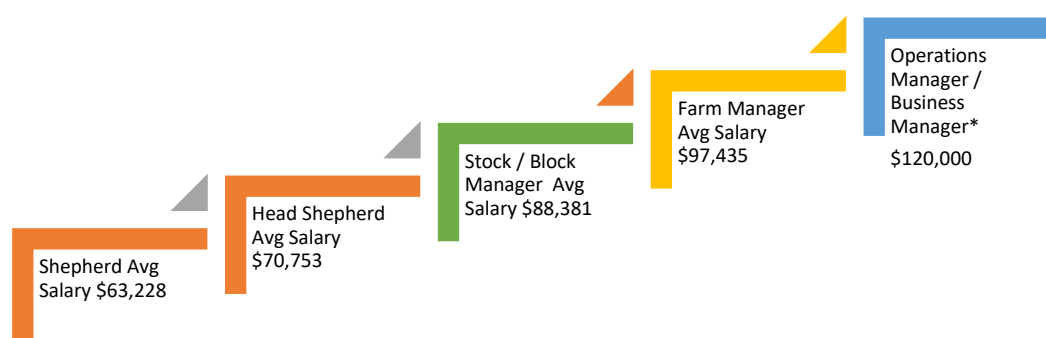 Shepherd Avg
Salary $63,228
Head Shepherd
Avg Salary
$70,753
Stock / Block
Manager  Avg
Salary $88,381
Farm Manager
Avg Salary
$97,435
Operations
Manager /
Business
Manager*
$120,000